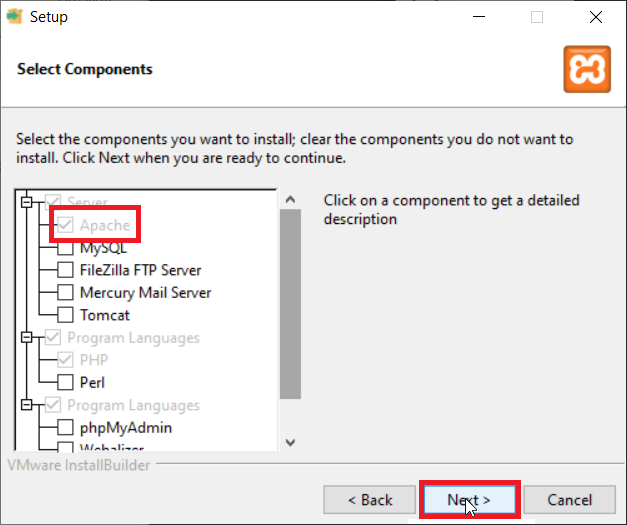 Setup
Select Components
Select the components you want to install; clear the components you do not want to
install. Click Next when you are ready to continue.
Server
Apache
MySQL
FileZilla FTP Server
Mercury Mail Server
Tomcat
Program Languages
PHP
Perl
Program Languages
phpMyAdmin
Webalizer
Click on a component to get a detailed
description
VMware InstallBuilder
< Back
Next >
Cancel